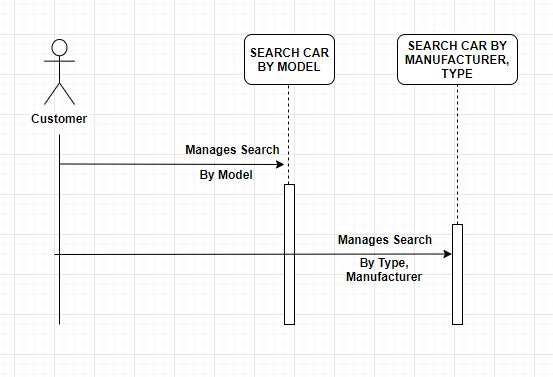 SEARCH CAR
BY MODEL
SEARCH CAR BY
MANUFACTURER,
TYPE
Customer
Manages Search
By Model
Manages Search
By Type,
Manufacturer